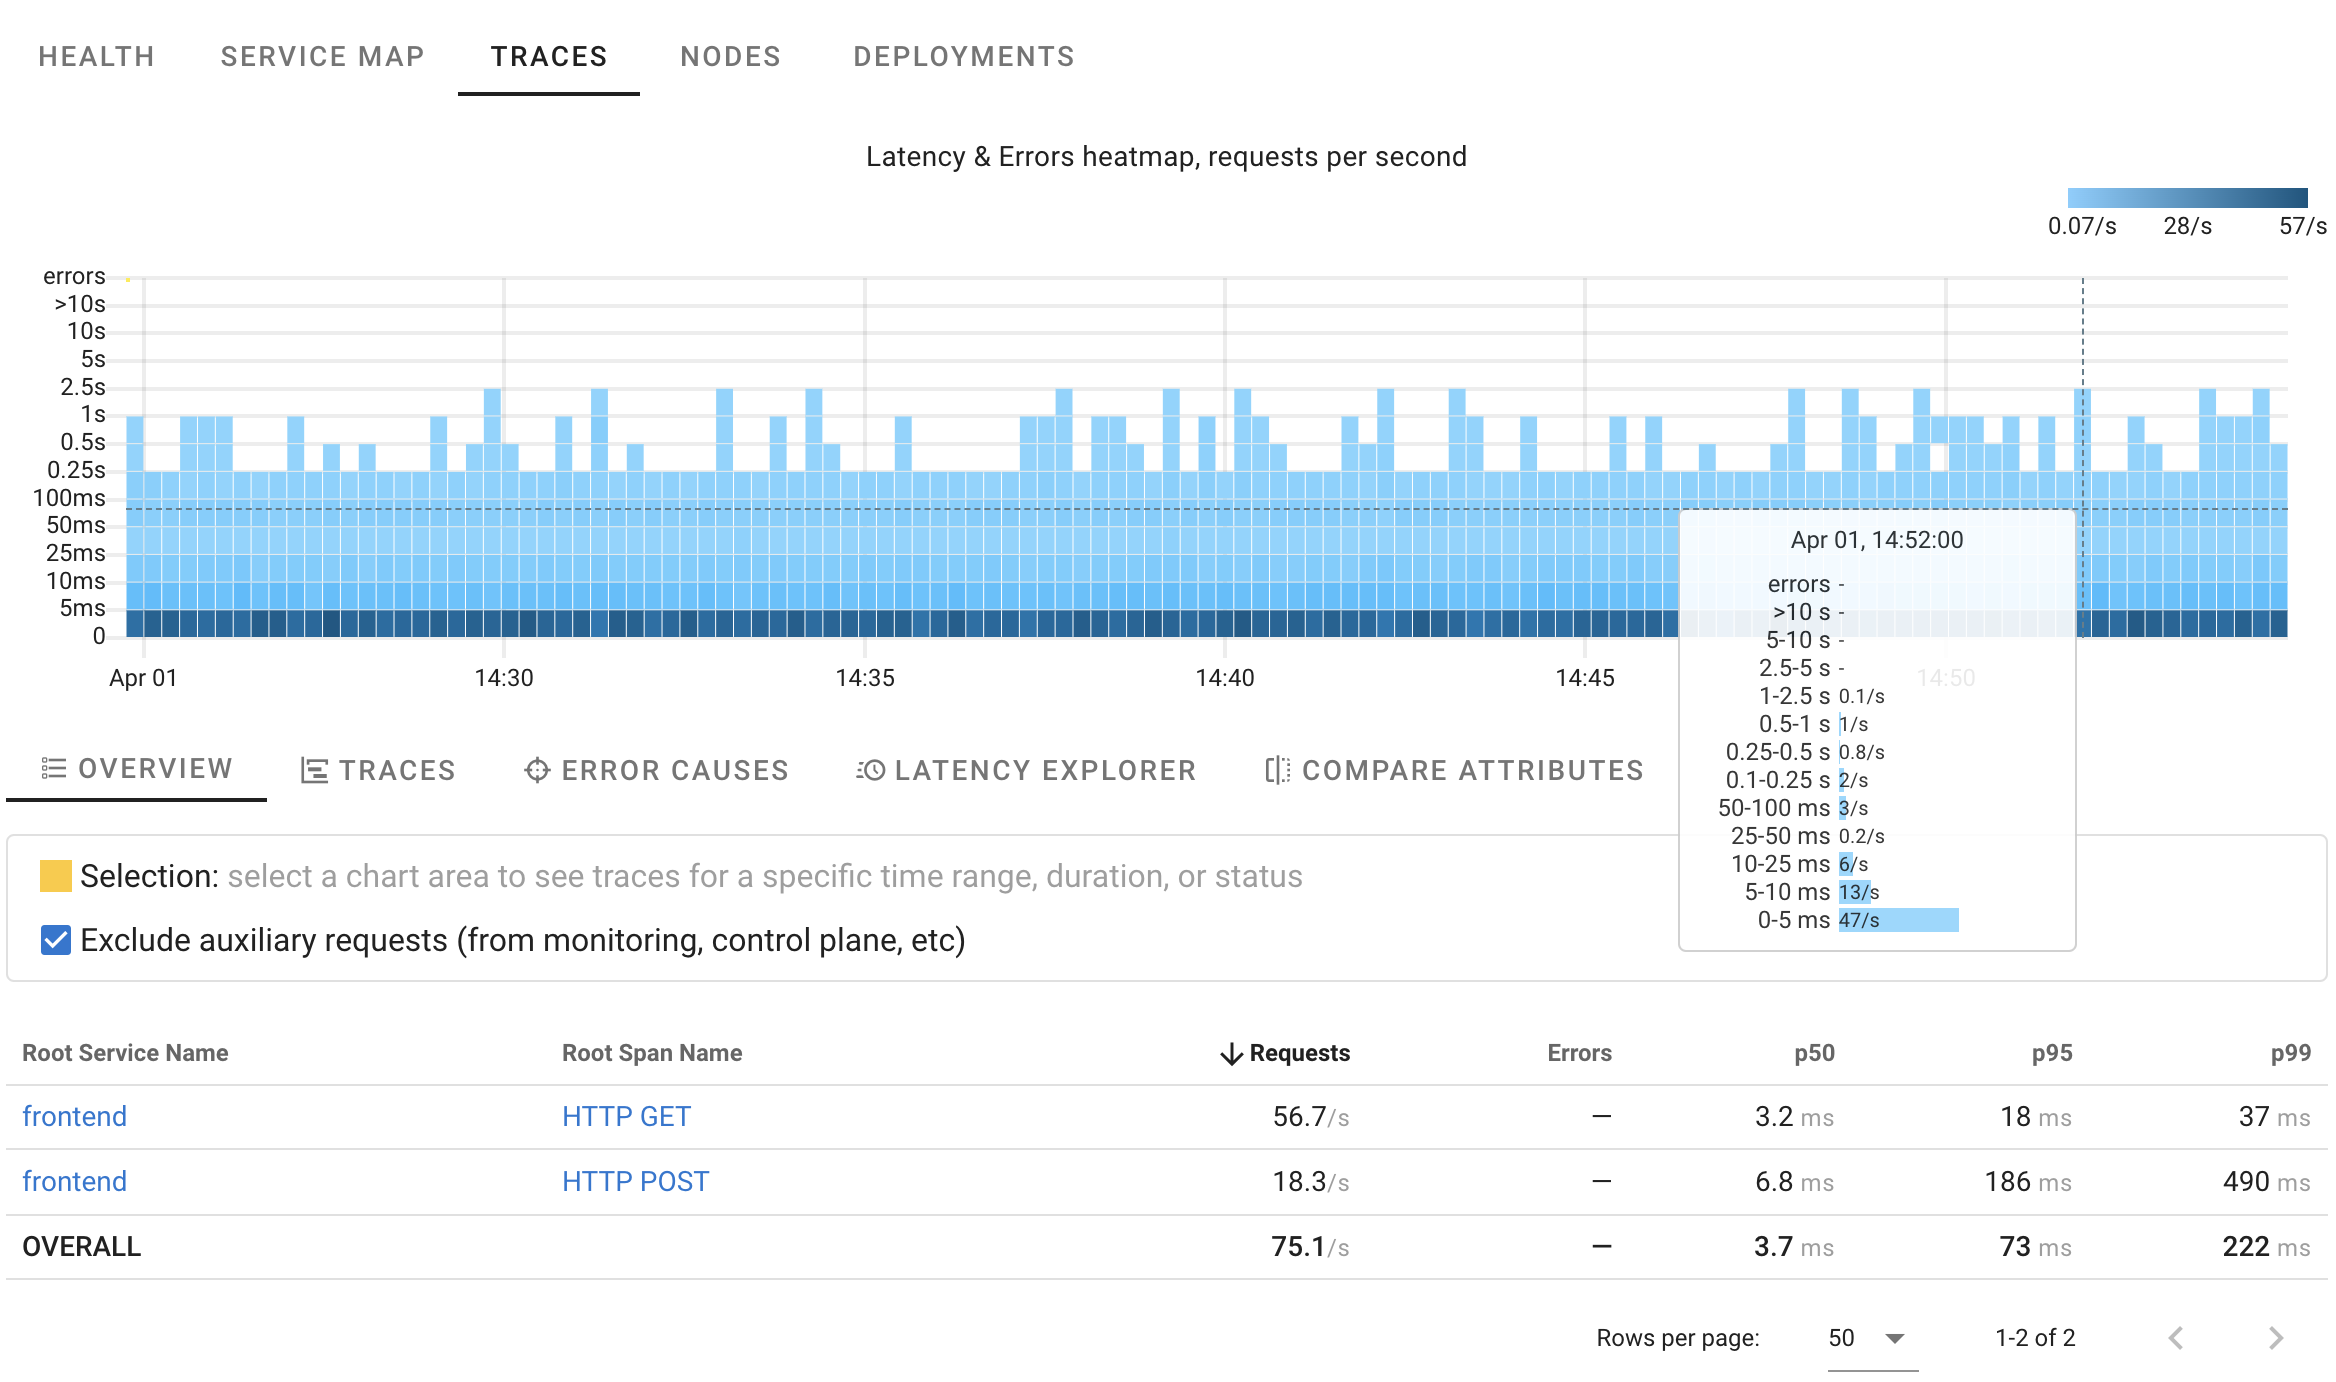 HEALTH SERVICE MAP TRACES NODES DEPLOYMENTS
Latency & Errors heatmap, requests per second
0.07/s 28/s 57/s
errors
>10s
10s
5s
2.5s
1s
0.5s
0.25s
100ms
50ms
25ms
10ms
5ms
0
Apr 01 14:30 14:35 14:40 14:45 14:50
Apr 01, 14:52:00
errors -
>10 s -
5-10 s -
2.5-5 s -
1-2.5 s 0.1/s
0.5-1 s 1/s
0.25-0.5 s 0.8/s
0.1-0.25 s 2/s
50-100 ms 3/s
25-50 ms 0.2/s
10-25 ms 6/s
5-10 ms 13/s
0-5 ms 47/s
OVERVIEW TRACES ERROR CAUSES LATENCY EXPLORER COMPARE ATTRIBUTES
Selection: select a chart area to see traces for a specific time range, duration, or status
Exclude auxiliary requests (from monitoring, control plane, etc)
Root Service Name Root Span Name Requests Errors p50 p95 p99
frontend HTTP GET 56.7/s — 3.2 ms 18 ms 37 ms
frontend HTTP POST 18.3/s — 6.8 ms 186 ms 490 ms
OVERALL 75.1/s — 3.7 ms 73 ms 222 ms
Rows per page: 50 1-2 of 2